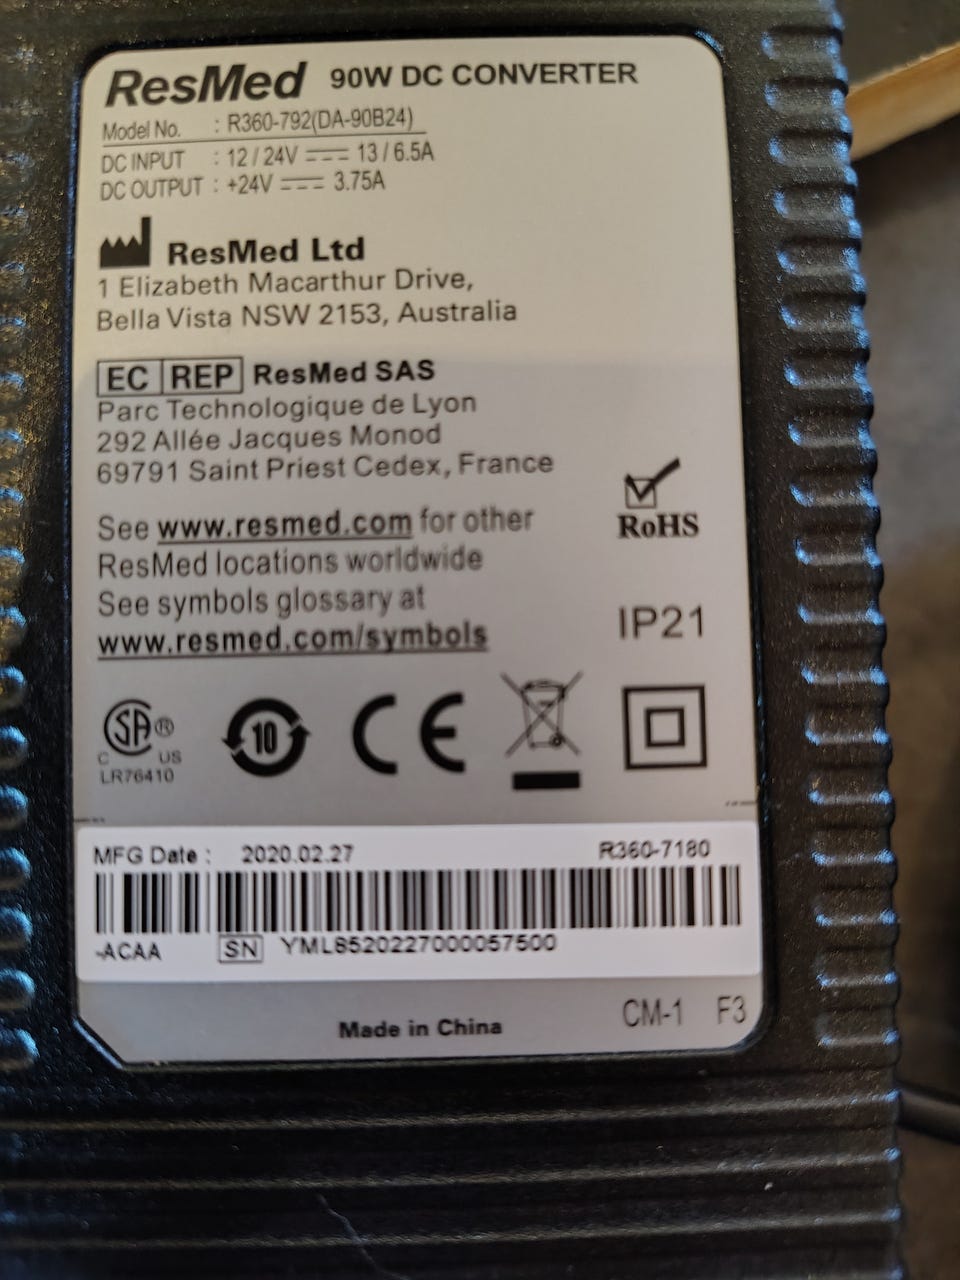 ResMed 90W DC CONVERTER
Model No. : R360-792(DA-90B24)
DC INPUT : 12 / 24V ⎓ 13 / 6.5A
DC OUTPUT : +24V ⎓ 3.75A
ResMed Ltd
1 Elizabeth Macarthur Drive,
Bella Vista NSW 2153, Australia
EC REP ResMed SAS
Parc Technologique de Lyon
292 Allée Jacques Monod
69791 Saint Priest Cedex, France
RoHS
See www.resmed.com for other
ResMed locations worldwide
See symbols glossary at
www.resmed.com/symbols
IP21
SA®
C US
LR76410
10
CE
MFG Date : 2020.02.27 R360-7180
-ACAA SN YML8520227000057500
Made in China CM-1 F3